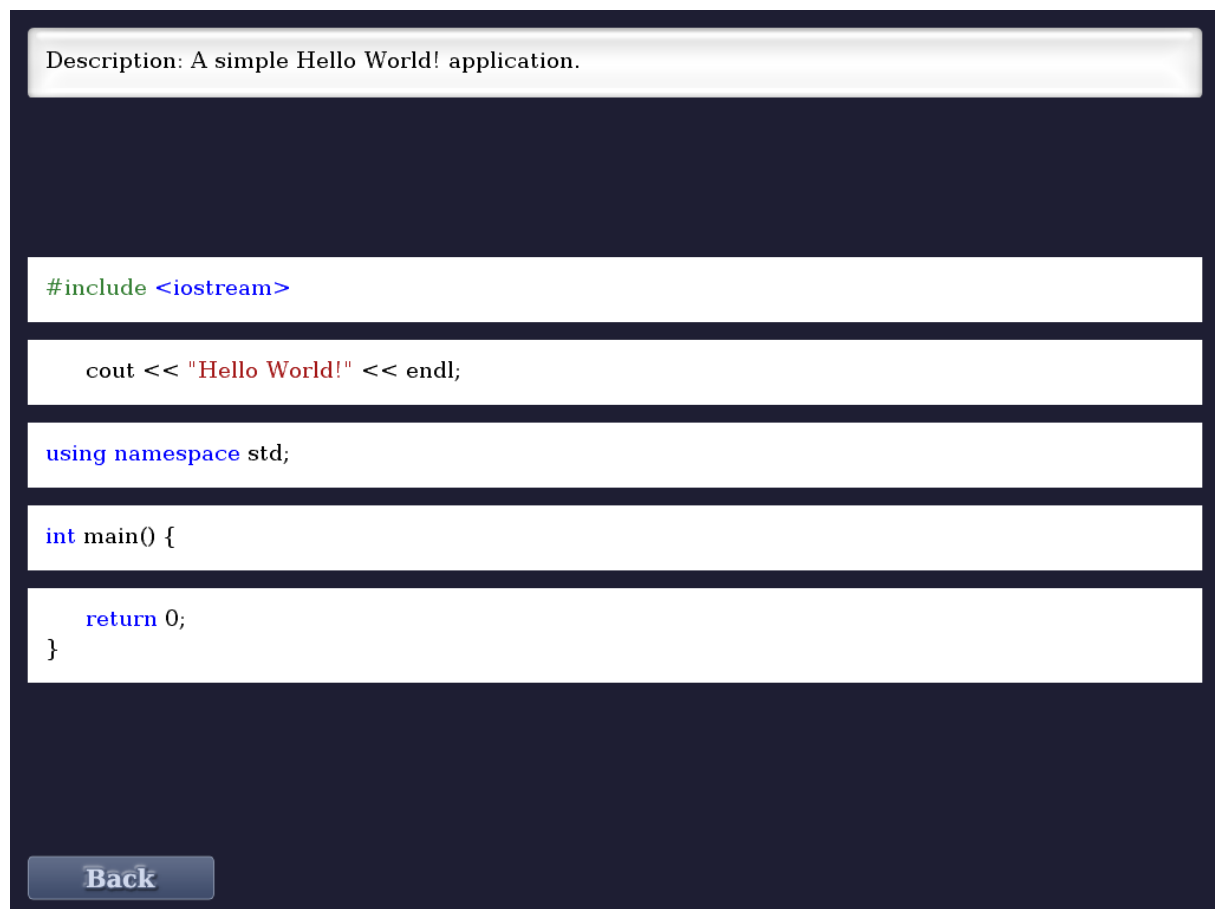 Description: A simple Hello World! application.
#include <iostream>
cout << "Hello World!" << endl;
using namespace std;
int main() {
return 0;
}
Back